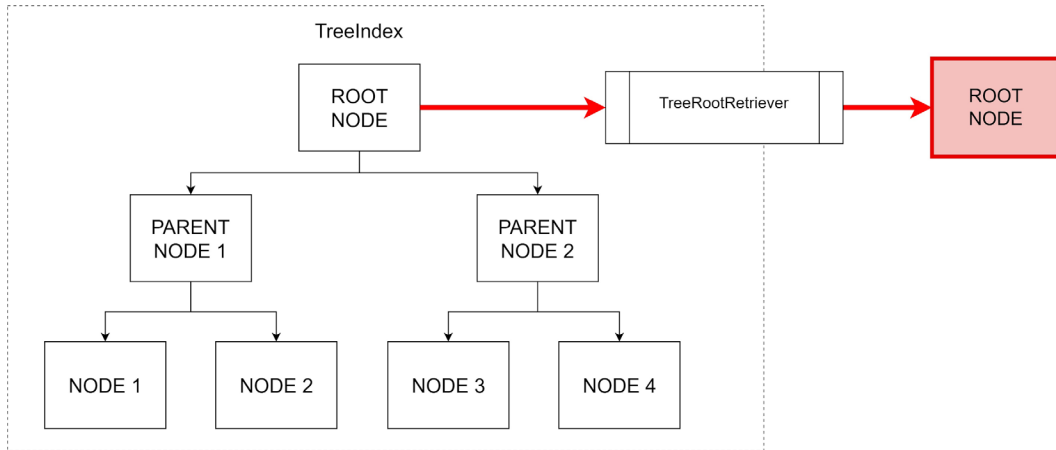 TreeIndex
ROOT
NODE
TreeRootRetriever
ROOT
NODE
PARENT
NODE 1
PARENT
NODE 2
NODE 1
NODE 2
NODE 3
NODE 4